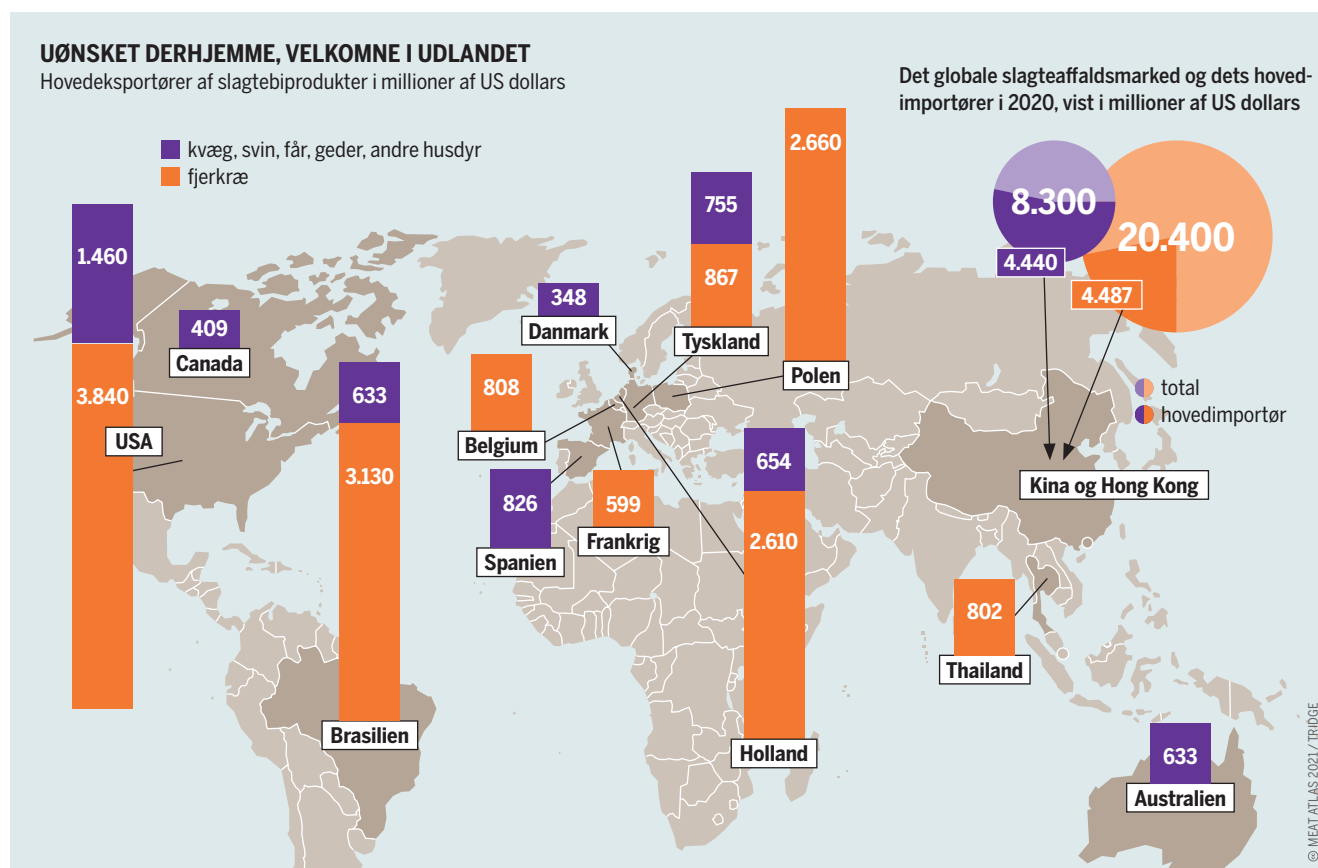 UØNSKET DERHJEMME, VELKOMNE I UDLANDET
Hovedeksportører af slagtebiprodukter i millioner af US dollars
kvæg, svin, får, geder, andre husdyr
fjerkræ
Det globale slagteaffaldsmarked og dets hoved-
importører i 2020, vist i millioner af US dollars
8.300
20.400
4.440
4.487
total
hovedimportør
Kina og Hong Kong
1.460
3.840
USA
409
Canada
633
3.130
Brasilien
348
Danmark
755
867
Tyskland
2.660
Polen
808
Belgium
826
Spanien
599
Frankrig
654
2.610
Holland
802
Thailand
633
Australien
© MEAT ATLAS 2021 / TRIDGE